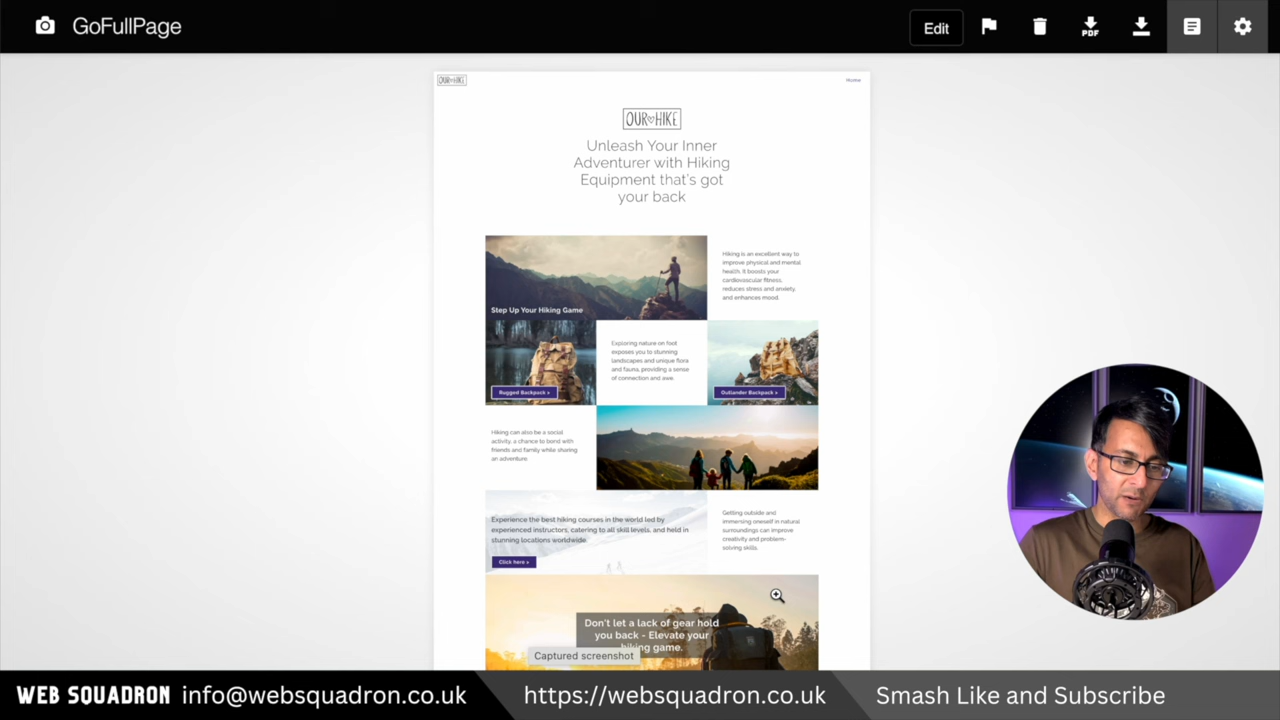 GoFullPage
Edit
PDF
OUR HIKE
Home
OUR HIKE
Unleash Your Inner
Adventurer with Hiking
Equipment that's got
your back
Step Up Your Hiking Game
Hiking is an excellent way to
improve physical and mental
health. It boosts your
cardiovascular fitness,
reduces stress and anxiety,
and enhances mood.
Rugged Backpack >
Exploring nature on foot
exposes you to stunning
landscapes and unique flora
and fauna, providing a sense
of connection and awe.
Outlander Backpack >
Hiking can also be a social
activity, a chance to bond with
friends and family while sharing
an adventure
Experience the best hiking courses in the world led by
experienced instructors, catering to all skill levels, and held in
stunning locations worldwide.
Click here >
Getting outside and
immersing oneself in natural
surroundings can improve
creativity and problem-
solving skills.
Don't let a lack of gear hold
you back - Elevate your
hiking game.
Captured screenshot
WEB SQUADRON info@websquadron.co.uk https://websquadron.co.uk Smash Like and Subscribe